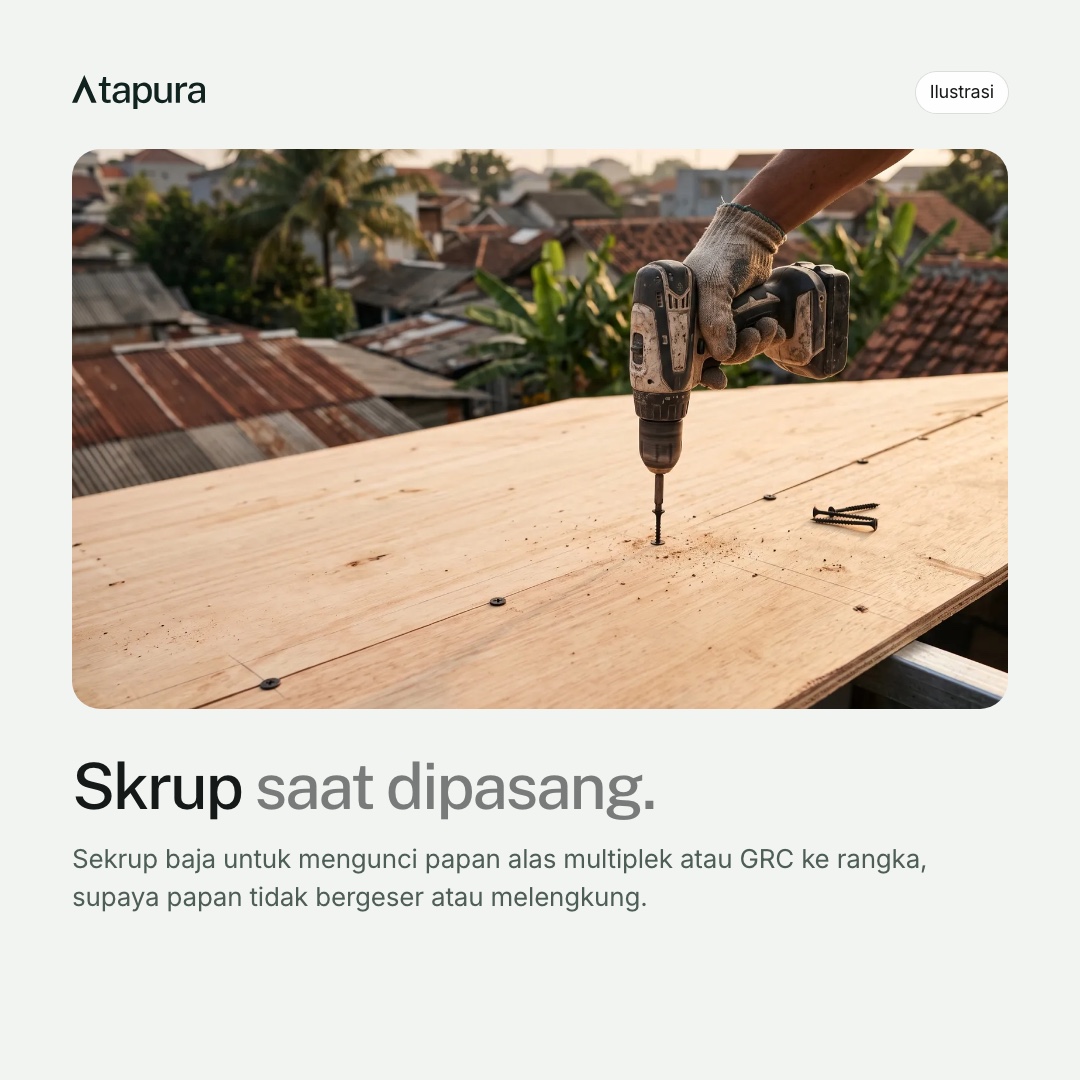 Atapura
Ilustrasi
Skrup saat dipasang.
Sekrup baja untuk mengunci papan alas multiplek atau GRC ke rangka,
supaya papan tidak bergeser atau melengkung.